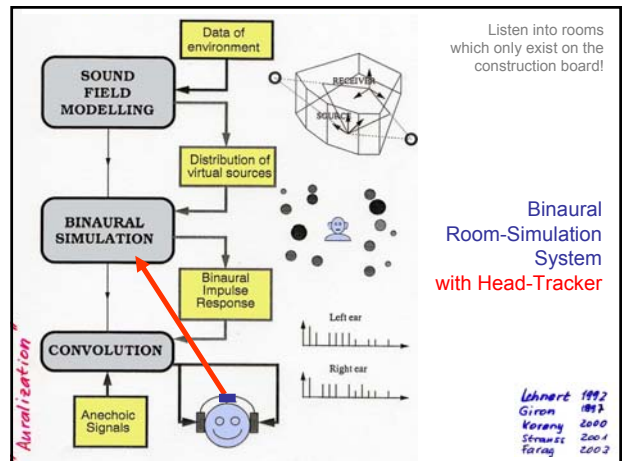 Data of
environment
Listen into rooms
which only exist on the
construction board!
SOUND
FIELD
MODELLING
RECEIVER
SOURCE
Distribution of
virtual sources
BINAURAL
SIMULATION
Binaural
Room-Simulation
System
with Head-Tracker
Binaural
Impulse
Response
Left ear
CONVOLUTION
Right ear
Anechoic
Signals
"Auralization"
Lehnert 1992
Giron 1997
Korany 2000
Strauss 2001
Farag 2003